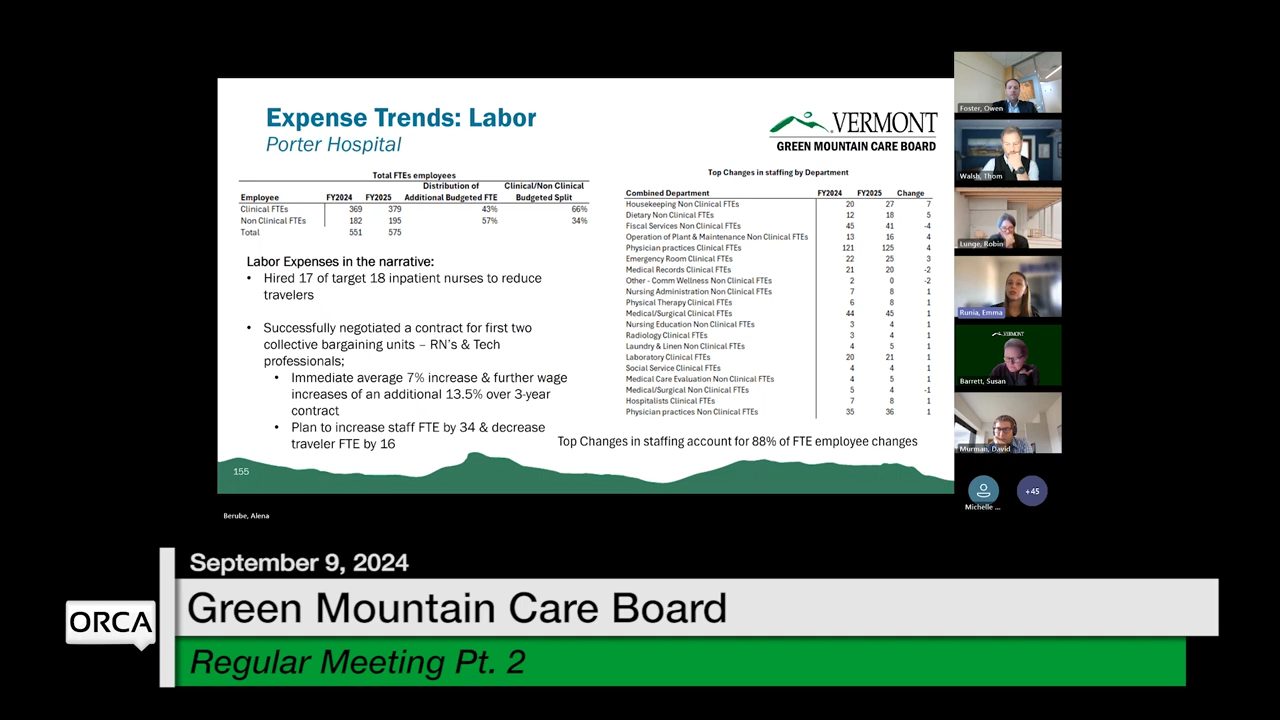 Expense Trends: Labor
Porter Hospital
VERMONT
GREEN MOUNTAIN CARE BOARD
Total FTEs employees
Employee FY2024 FY2025 Distribution of Additional Budgeted FTE Clinical/Non Clinical Budgeted Split
Clinical FTEs 369 379 43% 66%
Non Clinical FTEs 182 195 57% 34%
Total 551 575
Labor Expenses in the narrative:
• Hired 17 of target 18 inpatient nurses to reduce
travelers
• Successfully negotiated a contract for first two
collective bargaining units – RN's & Tech
professionals;
• Immediate average 7% increase & further wage
increases of an additional 13.5% over 3-year
contract
• Plan to increase staff FTE by 34 & decrease
traveler FTE by 16
Top Changes in staffing by Department
Combined Department FY2024 FY2025 Change
Housekeeping Non Clinical FTEs 20 27 7
Dietary Non Clinical FTEs 12 18 5
Fiscal Services Non Clinical FTEs 45 41 -4
Operation of Plant & Maintenance Non Clinical FTEs 13 16 4
Physician practices Clinical FTEs 121 125 4
Emergency Room Clinical FTEs 22 25 3
Medical Records Clinical FTEs 21 20 -2
Other - Comm Wellness Non Clinical FTEs 2 0 -2
Nursing Administration Non Clinical FTEs 7 8 1
Physical Therapy Clinical FTEs 6 8 1
Medical/Surgical Clinical FTEs 44 45 1
Nursing Education Non Clinical FTEs 3 4 1
Radiology Clinical FTEs 3 4 1
Laundry & Linen Non Clinical FTEs 4 5 1
Laboratory Clinical FTEs 20 21 1
Social Service Clinical FTEs 4 4 1
Medical Care Evaluation Non Clinical FTEs 4 5 1
Medical/Surgical Non Clinical FTEs 5 4 -1
Hospitalists Clinical FTEs 7 8 1
Physician practices Non Clinical FTEs 35 36 1
Top Changes in staffing account for 88% of FTE employee changes
155
Foster, Owen
Walsh, Thom
Lunge, Robin
Runia, Emma
VERMONT
Barrett, Susan
Murman, David
Michelle ...
+45
Berube, Alena
September 9, 2024
ORCA
Green Mountain Care Board
Regular Meeting Pt. 2